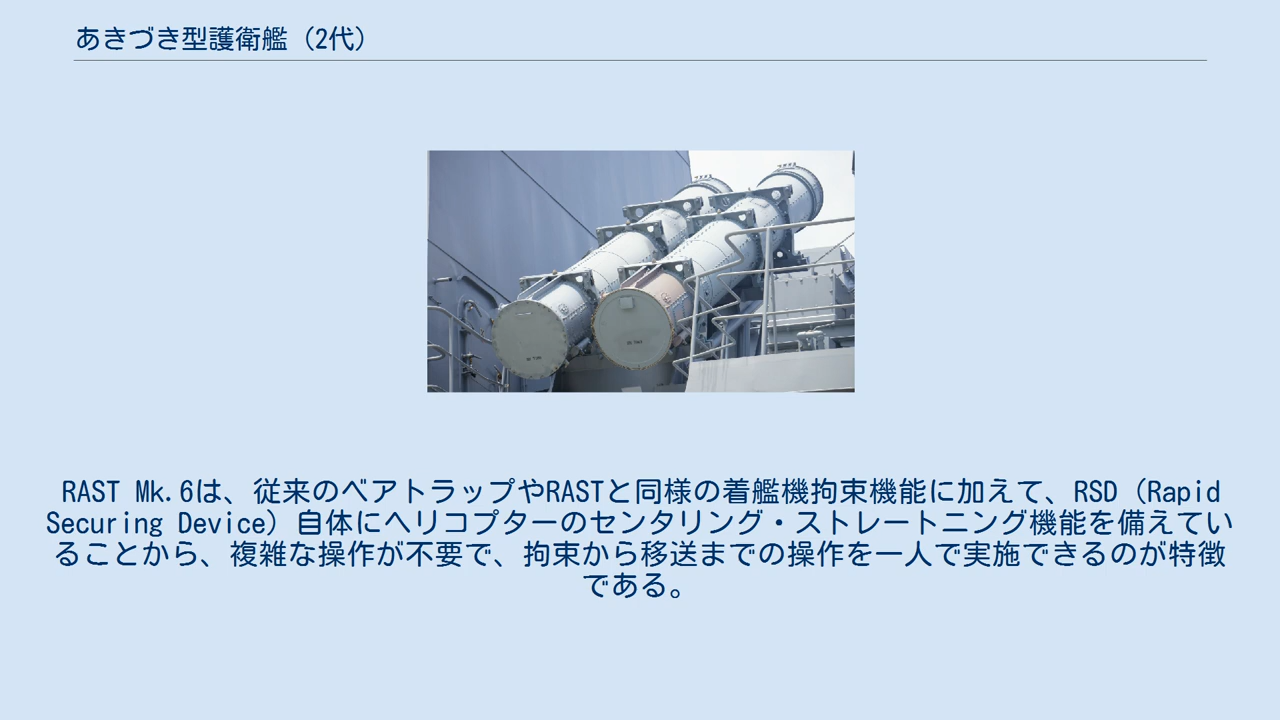 あきづき型護衛艦（2代）
RAST Mk.6は、従来のベアトラップやRASTと同様の着艦機拘束機能に加えて、RSD（Rapid
Securing Device）自体にヘリコプターのセンタリング・ストレートニング機能を備えてい
ることから、複雑な操作が不要で、拘束から移送までの操作を一人で実施できるのが特徴
である。